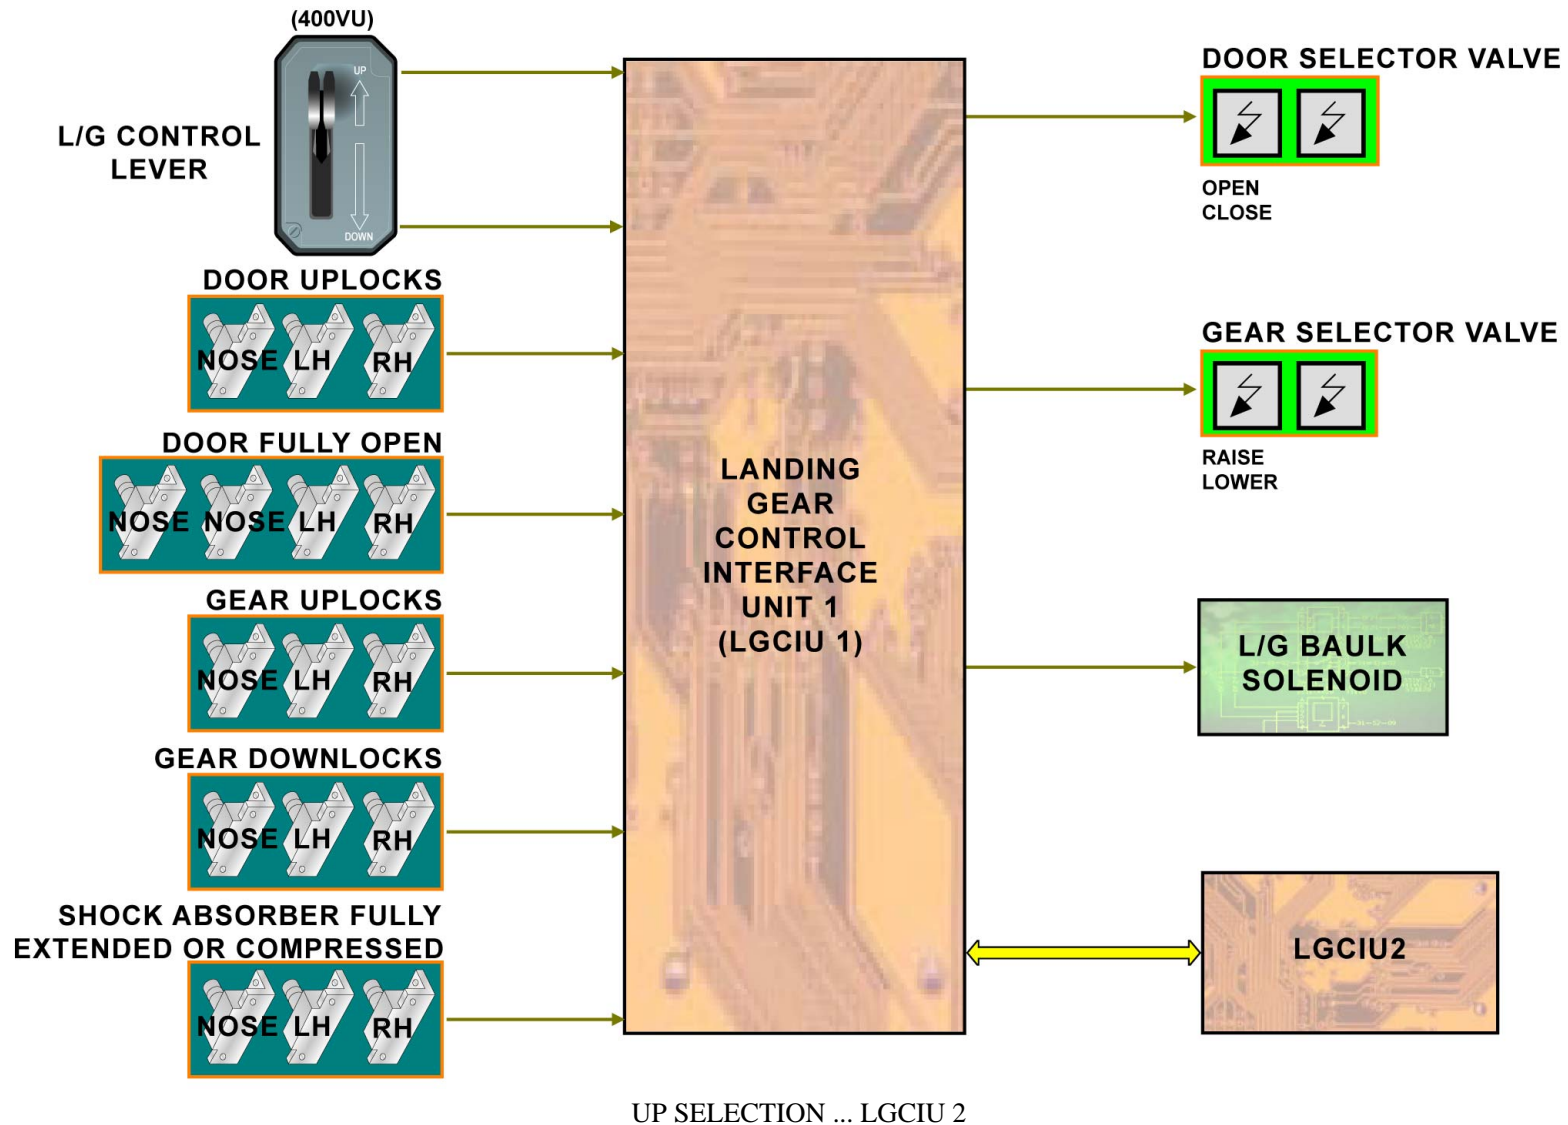 (400VU)
UP
L/G CONTROL
LEVER
DOWN
DOOR UPLOCKS
NOSE LH RH
DOOR FULLY OPEN
NOSE NOSE LH RH
GEAR UPLOCKS
NOSE LH RH
GEAR DOWNLOCKS
NOSE LH RH
SHOCK ABSORBER FULLY
EXTENDED OR COMPRESSED
NOSE LH RH
LANDING
GEAR
CONTROL
INTERFACE
UNIT 1
(LGCIU 1)
DOOR SELECTOR VALVE
OPEN
CLOSE
GEAR SELECTOR VALVE
RAISE
LOWER
L/G BAULK
SOLENOID
LGCIU2
UP SELECTION ... LGCIU 2